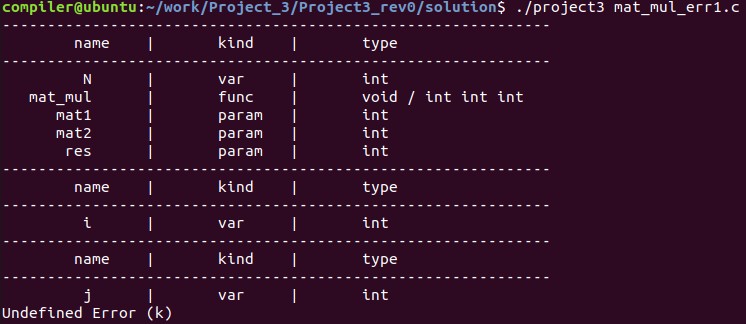 compiler@ubuntu:~/work/Project_3/Project3_rev0/solution$ ./project3 mat_mul_err1.c
-------------------------------------------------------------
        name    |       kind    |       type
-------------------------------------------------------------
         N      |       var     |       int
   mat_mul      |       func    |       void / int int int
      mat1      |       param   |       int
      mat2      |       param   |       int
       res      |       param   |       int
-------------------------------------------------------------
        name    |       kind    |       type
-------------------------------------------------------------
         i      |       var     |       int
-------------------------------------------------------------
        name    |       kind    |       type
-------------------------------------------------------------
         j      |       var     |       int
Undefined Error (k)